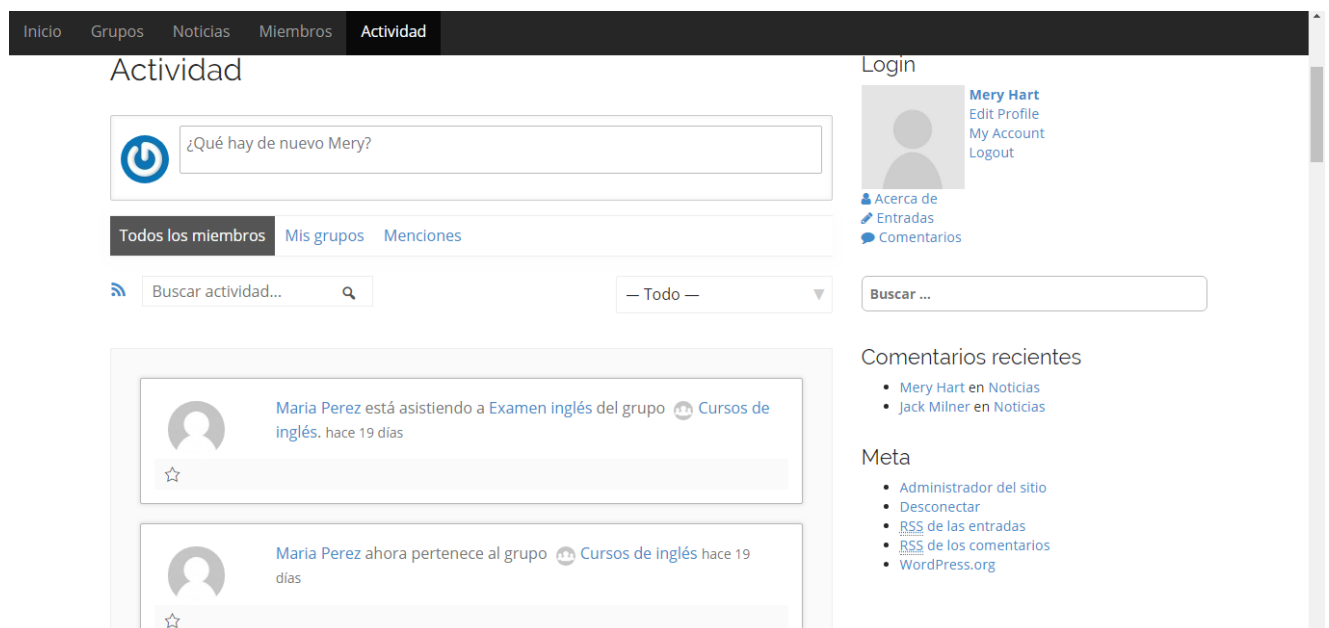 Inicio Grupos Noticias Miembros Actividad
Actividad
¿Qué hay de nuevo Mery?
Todos los miembros Mis grupos Menciones
Buscar actividad... — Todo —
Maria Perez está asistiendo a Examen inglés del grupo Cursos de
inglés. hace 19 días
Maria Perez ahora pertenece al grupo Cursos de inglés hace 19
días
Login
Mery Hart
Edit Profile
My Account
Logout
Acerca de
Entradas
Comentarios
Buscar ...
Comentarios recientes
Mery Hart en Noticias
Jack Milner en Noticias
Meta
Administrador del sitio
Desconectar
RSS de las entradas
RSS de los comentarios
WordPress.org